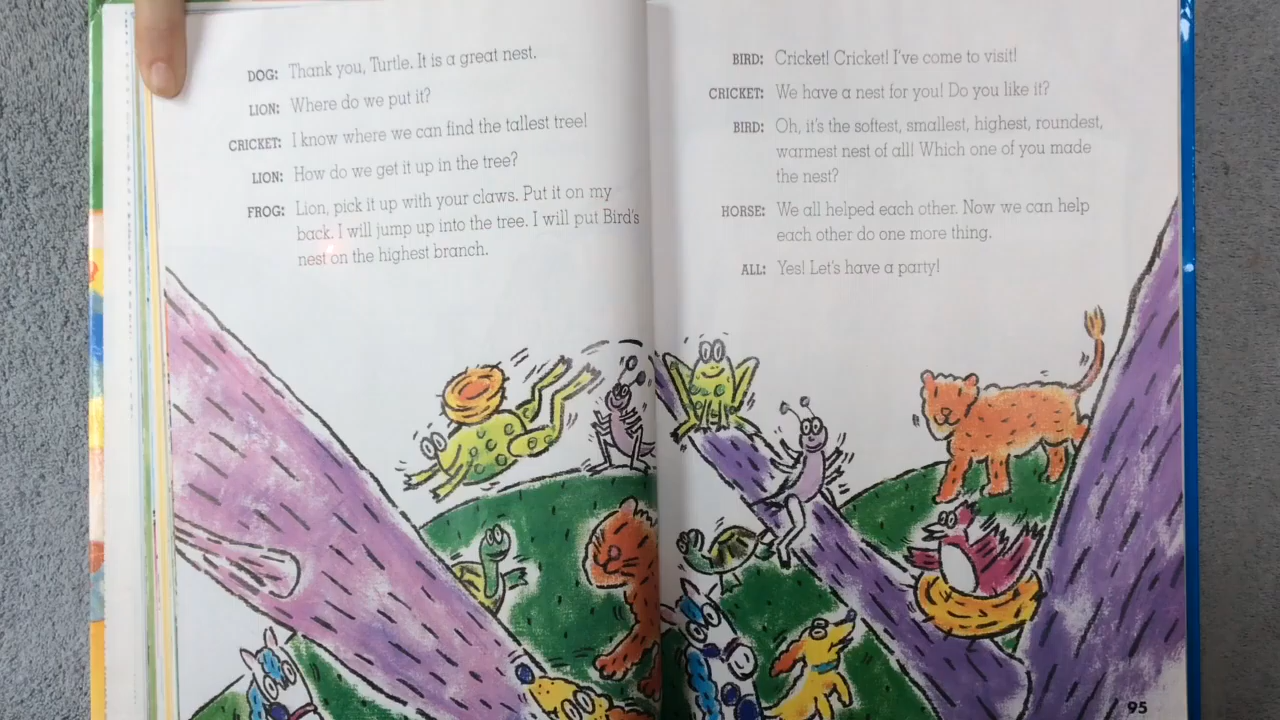 DOG: Thank you, Turtle. It is a great nest.
LION: Where do we put it?
CRICKET: I know where we can find the tallest tree!
LION: How do we get it up in the tree?
FROG: Lion, pick it up with your claws. Put it on my
back. I will jump up into the tree. I will put Bird's
nest on the highest branch.
BIRD: Cricket! Cricket! I've come to visit!
CRICKET: We have a nest for you! Do you like it?
BIRD: Oh, it's the softest, smallest, highest, roundest,
warmest nest of all! Which one of you made
the nest?
HORSE: We all helped each other. Now we can help
each other do one more thing.
ALL: Yes! Let's have a party!
95